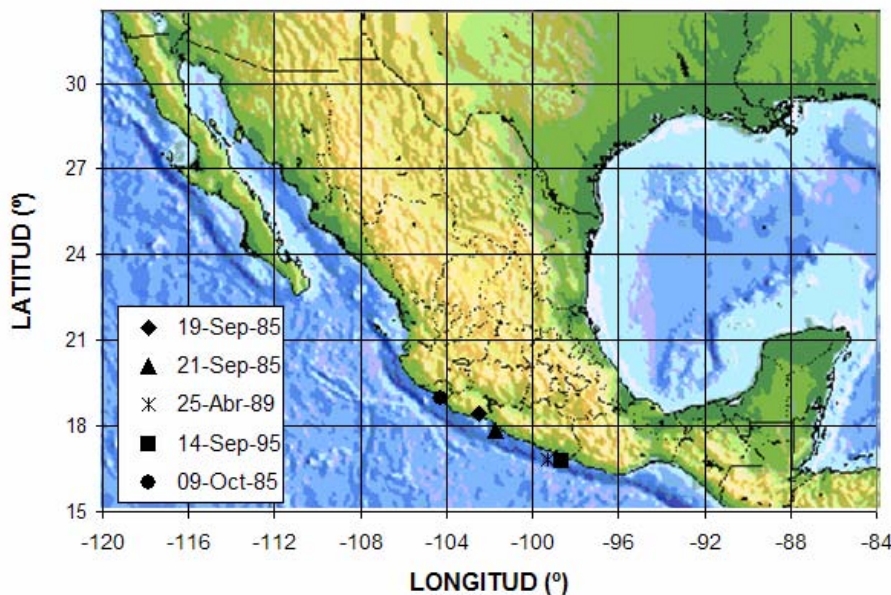 LATITUD (º)
30
27
24
21
18
15
19-Sep-85
21-Sep-85
25-Abr-89
14-Sep-95
09-Oct-85
-120 -116 -112 -108 -104 -100 -96 -92 -88 -84
LONGITUD (º)